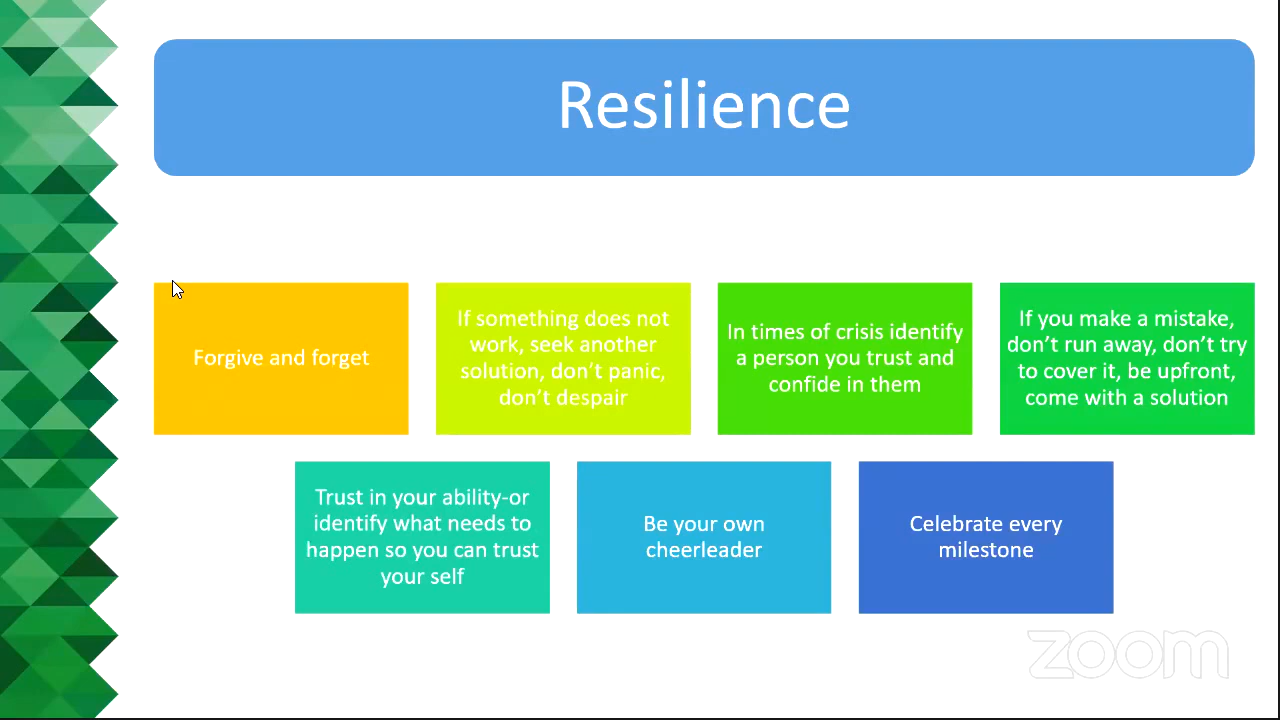 Resilience
Forgive and forget
If something does not
work, seek another
solution, don’t panic,
don’t despair
In times of crisis identify
a person you trust and
confide in them
If you make a mistake,
don’t run away, don’t try
to cover it, be upfront,
come with a solution
Trust in your ability-or
identify what needs to
happen so you can trust
your self
Be your own
cheerleader
Celebrate every
milestone
zoom